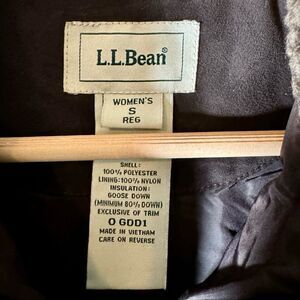 L.L.Bean®
WOMEN'S
S
REG
SHELL:
100% POLYESTER
LINING:100% NYLON
INSULATION:
GOOSE DOWN
(MINIMUM 80% DOWN)
EXCLUSIVE OF TRIM
0 GDD1
MADE IN VIETNAM
CARE ON REVERSE